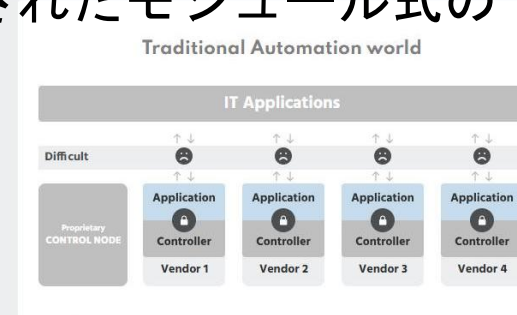 されたモジュール式の
Traditional Automation world
IT Applications
Difficult
Proprietary
CONTROL NODE
Application
Controller
Vendor 1
Application
Controller
Vendor 2
Application
Controller
Vendor 3
Application
Controller
Vendor 4